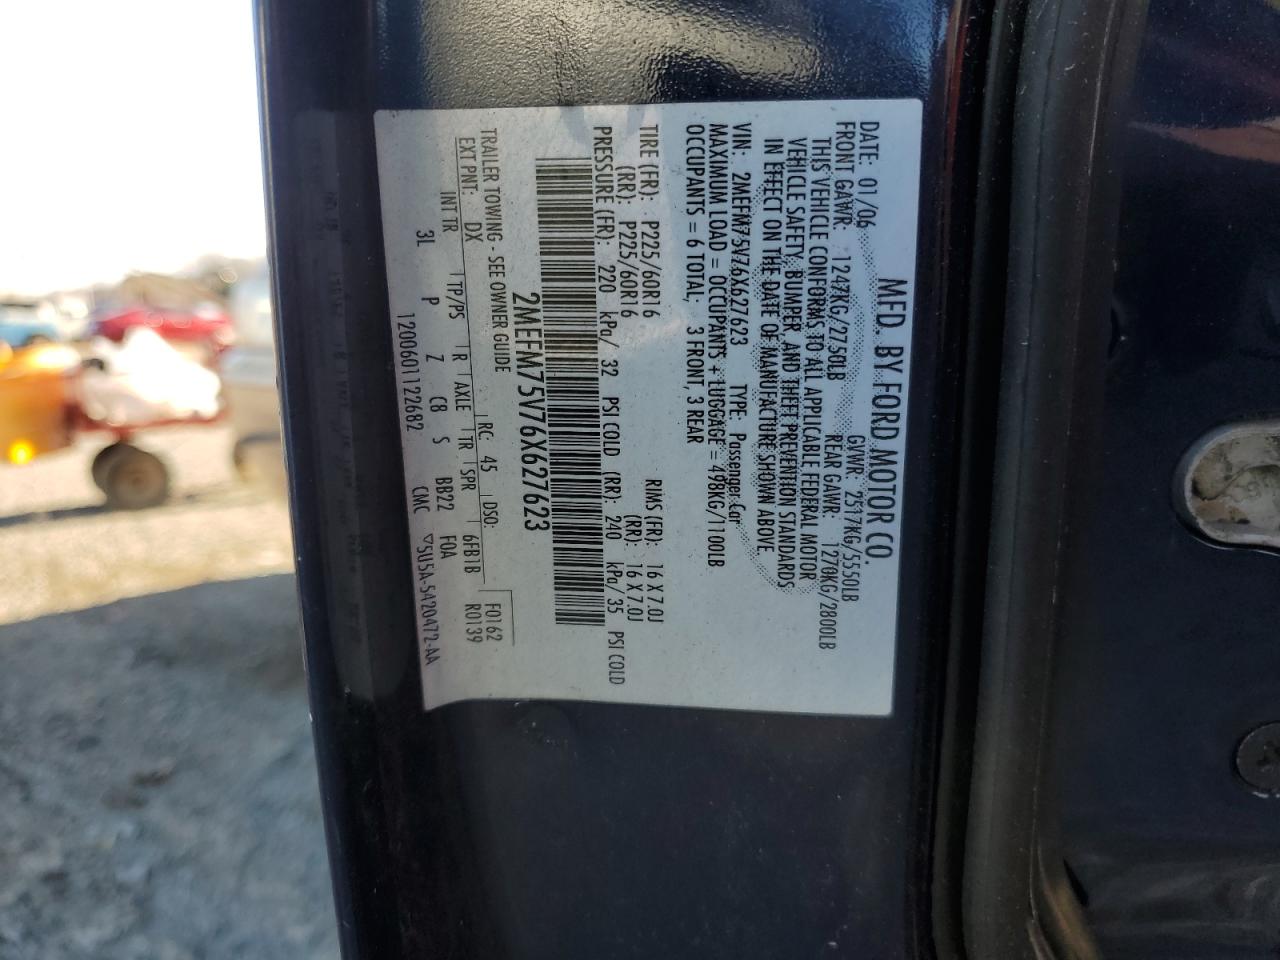 MFD. BY FORD MOTOR CO.
DATE: 01/06 GVWR: 2517KG/5550LB
FRONT GAWR: 1247KG/2750LB REAR GAWR: 1270KG/2800LB
THIS VEHICLE CONFORMS TO ALL APPLICABLE FEDERAL MOTOR
VEHICLE SAFETY, BUMPER, AND THEFT PREVENTION STANDARDS
IN EFFECT ON THE DATE OF MANUFACTURE SHOWN ABOVE.
VIN: 2MEFM75V76X627623 TYPE: Passenger Car
MAXIMUM LOAD = OCCUPANTS + LUGGAGE = 498KG/1100LB
OCCUPANTS = 6 TOTAL; 3 FRONT, 3 REAR
TIRE (FR): P225/60R16 RIMS (FR): 16 X 7.0J
(RR): P225/60R16 (RR): 16 X 7.0J
PRESSURE (FR): 220 kPa/ 32 PSI COLD (RR): 240 kPa/35 PSI COLD
2MEFM75V76X627623
TRAILER TOWING - SEE OWNER GUIDE F0162
EXT PNT: DX RC: 45 DSO: R0139
INT TR TP/PS R AXLE TR SPR 6FB1B
3L P Z C8 S BB22 F0A
1200601122682 CMC ▽5U5A-5420472-AA